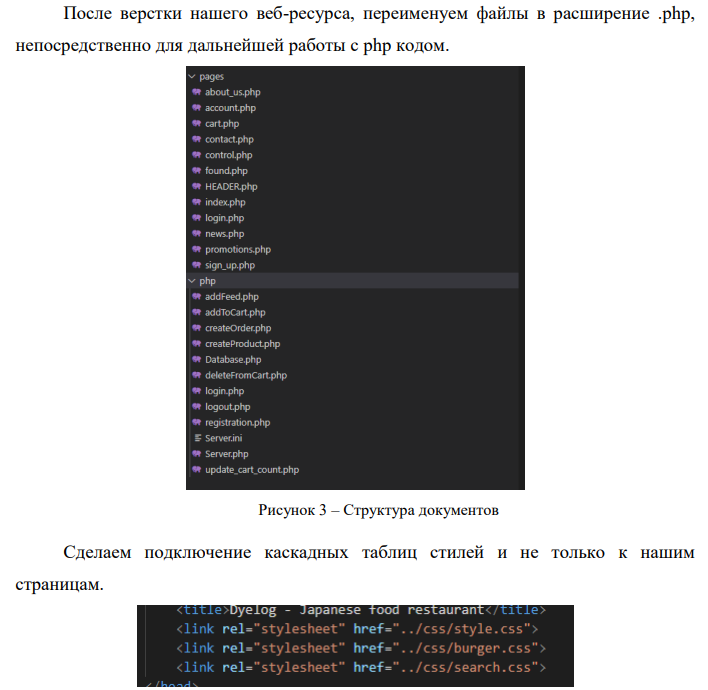 После верстки нашего веб-ресурса, переименуем файлы в расширение .php,
непосредственно для дальнейшей работы с php кодом.
pages
about_us.php
account.php
cart.php
contact.php
control.php
found.php
HEADER.php
index.php
login.php
news.php
promotions.php
sign_up.php
php
addFeed.php
addToCart.php
createOrder.php
createProduct.php
Database.php
deleteFromCart.php
login.php
logout.php
registration.php
Server.ini
Server.php
update_cart_count.php
Рисунок 3 – Структура документов
Сделаем подключение каскадных таблиц стилей и не только к нашим
страницам.
<title>Dyelog - Japanese food restaurant</title>
<link rel="stylesheet" href="../css/style.css">
<link rel="stylesheet" href="../css/burger.css">
<link rel="stylesheet" href="../css/search.css">
</head>